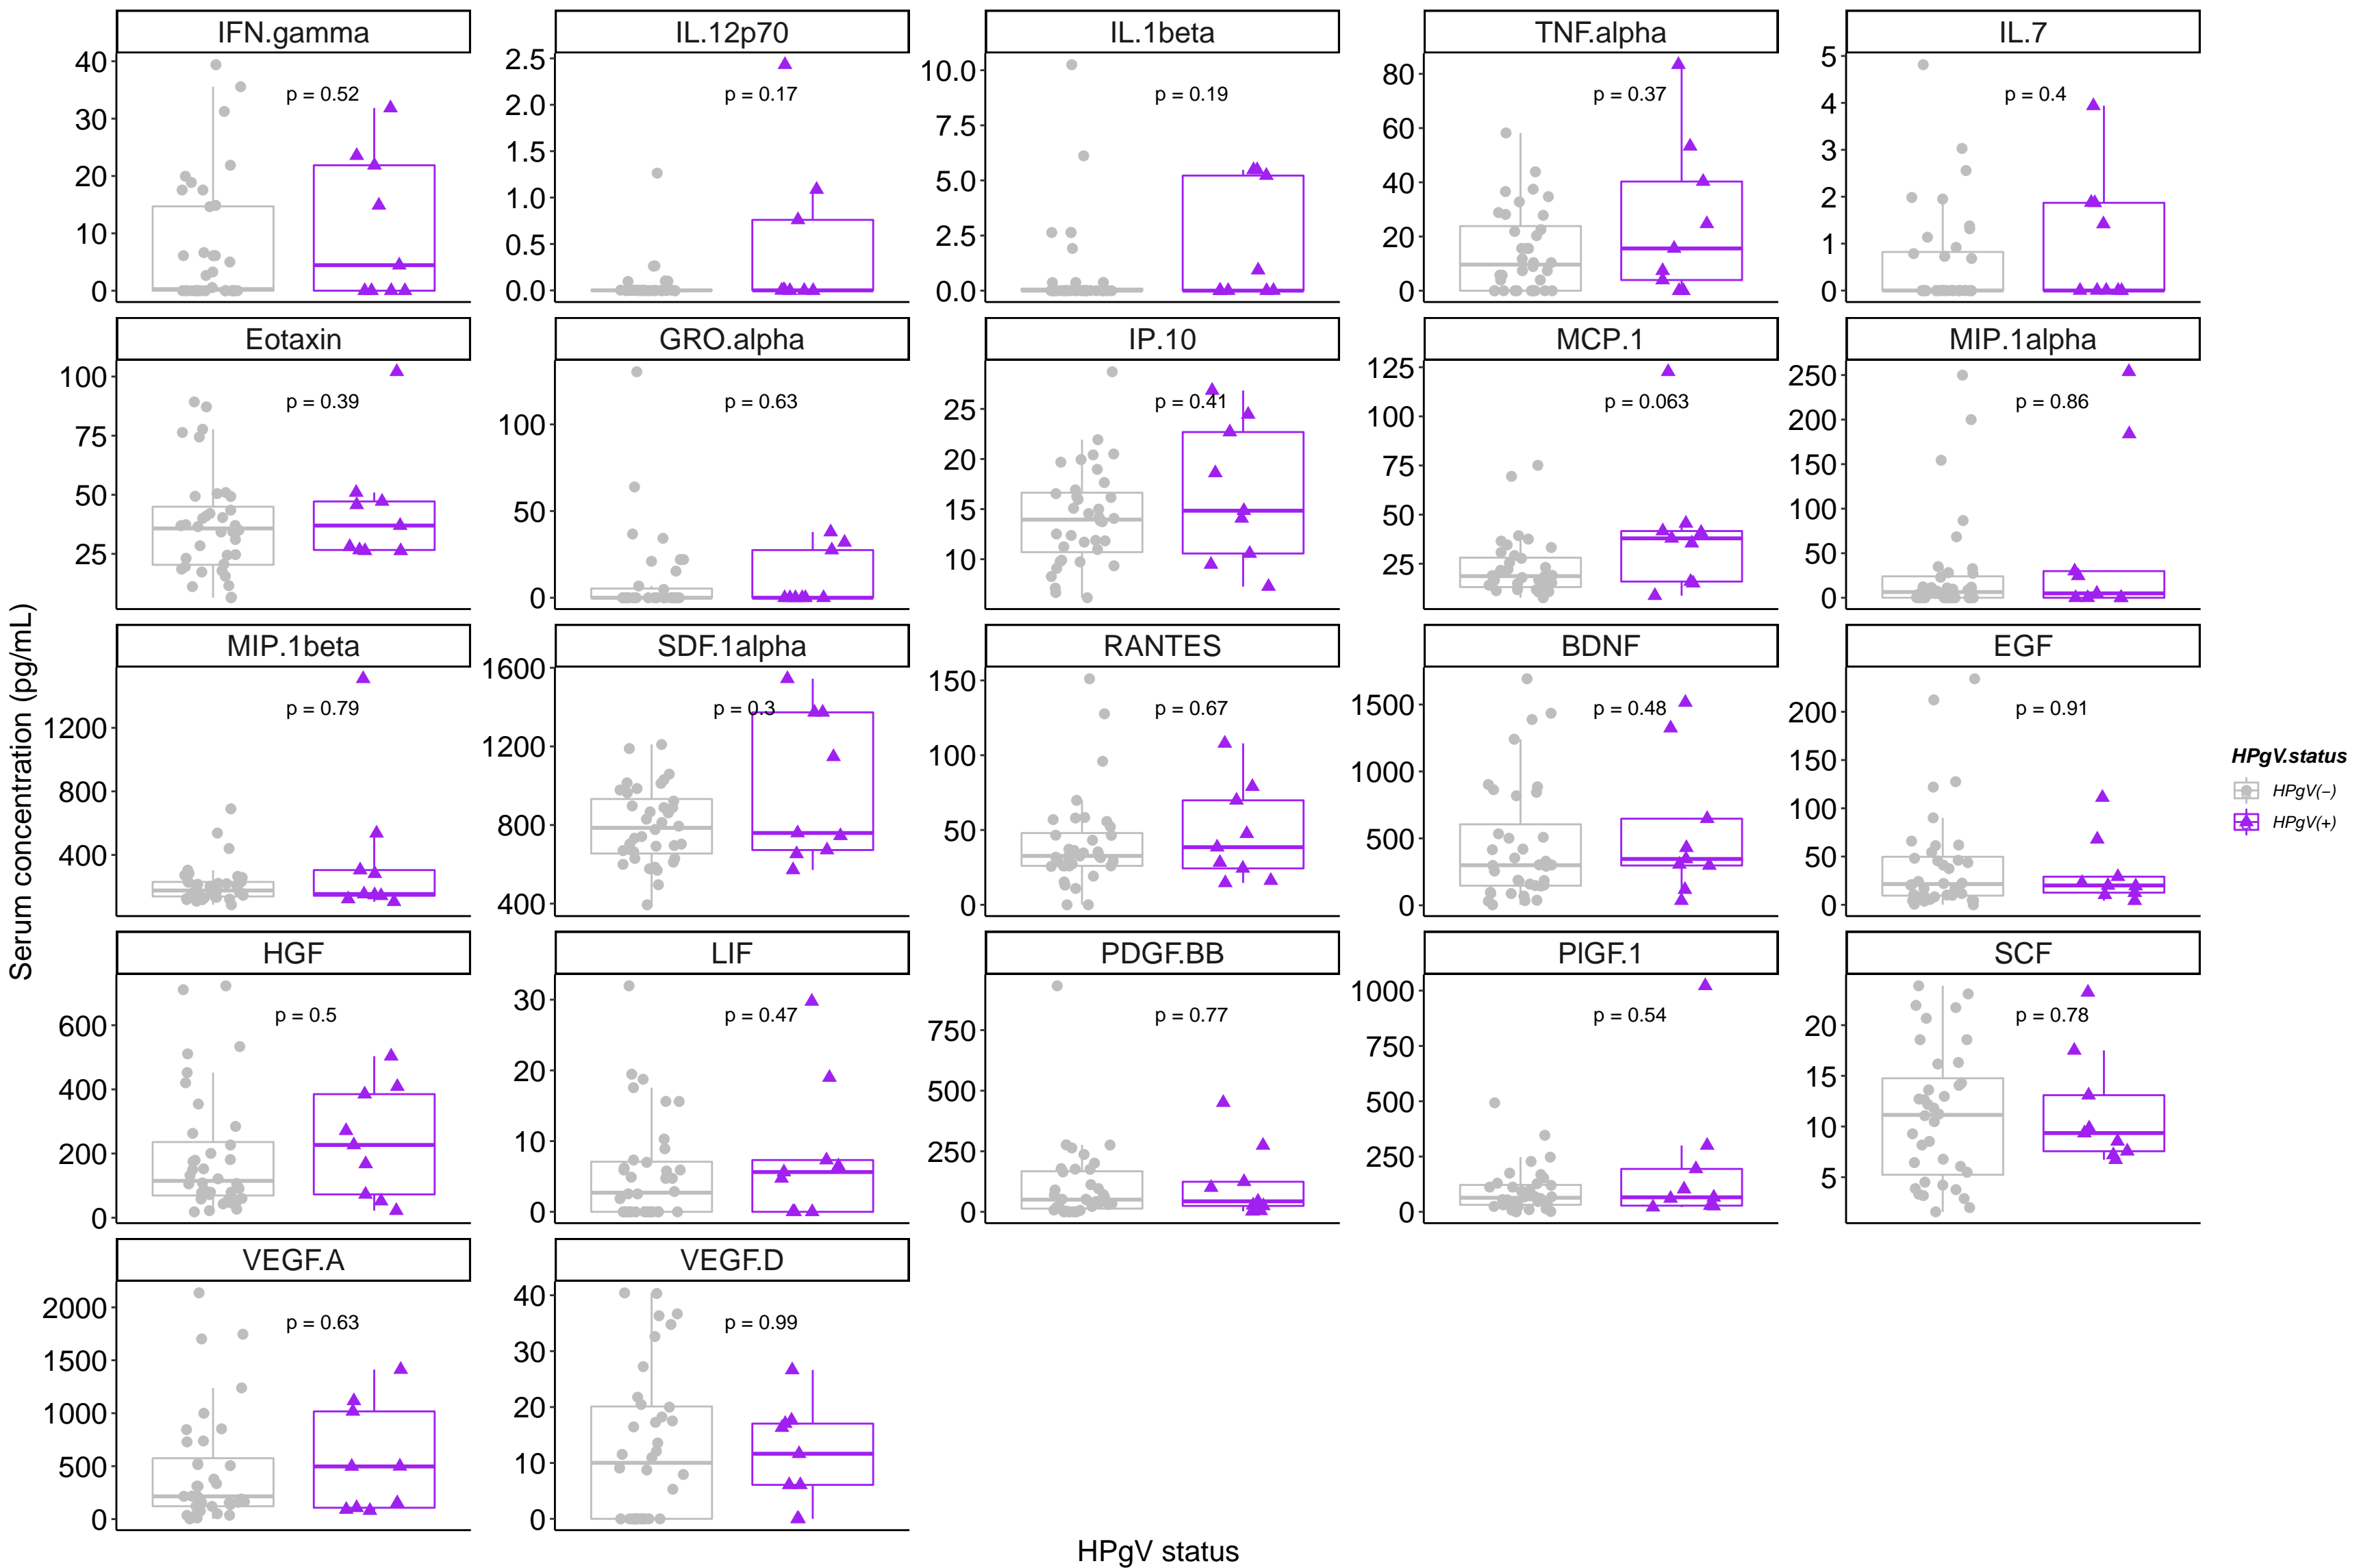 IFN.gamma
IL.12p70
IL.1beta
TNF.alpha
IL.7
40
30
20
10
0
p = 0.52
2.5
2.0
1.5
1.0
0.5
0.0
p = 0.17
10.0
7.5
5.0
2.5
0.0
p = 0.19
80
60
40
20
0
p = 0.37
5
4
3
2
1
0
p = 0.4
Eotaxin
GRO.alpha
IP.10
MCP.1
MIP.1alpha
100
75
50
25
p = 0.39
100
50
0
p = 0.63
25
20
15
10
p = 0.41
125
100
75
50
25
p = 0.063
250
200
150
100
50
0
p = 0.86
Serum concentration (pg/mL)
MIP.1beta
SDF.1alpha
RANTES
BDNF
EGF
1200
800
400
p = 0.79
1600
1200
800
400
p = 0.3
150
100
50
0
p = 0.67
1500
1000
500
0
p = 0.48
200
150
100
50
0
p = 0.91
HPgV.status
HPgV(−)
HPgV(+)
HGF
LIF
PDGF.BB
PIGF.1
SCF
600
400
200
0
p = 0.5
30
20
10
0
p = 0.47
750
500
250
0
p = 0.77
1000
750
500
250
0
p = 0.54
20
15
10
5
p = 0.78
VEGF.A
VEGF.D
2000
1500
1000
500
0
p = 0.63
40
30
20
10
0
p = 0.99
HPgV status